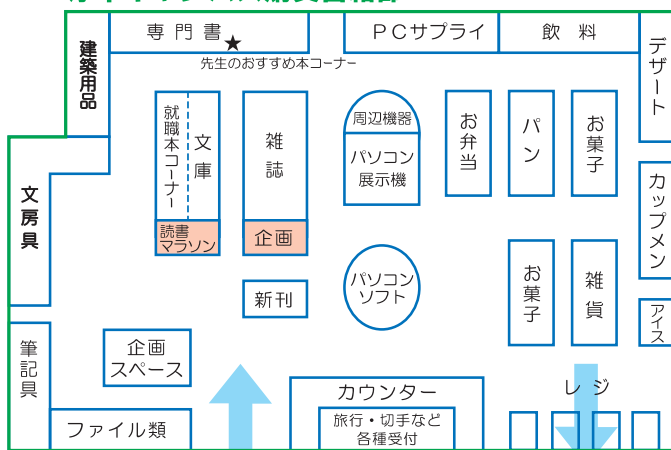 専門書
★
先生のおすすめ本コーナー
PCサプライ
飲料
デザート
建築用品
就職本コーナー
文庫
雑誌
周辺機器
パソコン
展示機
お弁当
パン
お菓子
文房具
読書
マラソン
企画
カップメン
新刊
パソコン
ソフト
お菓子
雑貨
アイス
筆記具
企画
スペース
カウンター
旅行・切手など
各種受付
レジ
ファイル類